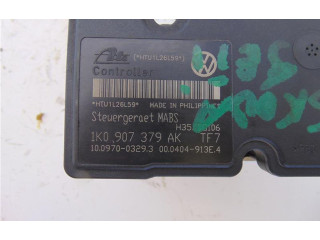 Ate (*HTU1L26L59*)
Controller
*HTU1L26L59* MADE IN PHILIPPINES
Steuergeraet MABS
1K0 907 379 AK TF7
10.0970-0329.3 00.0404-913E.4